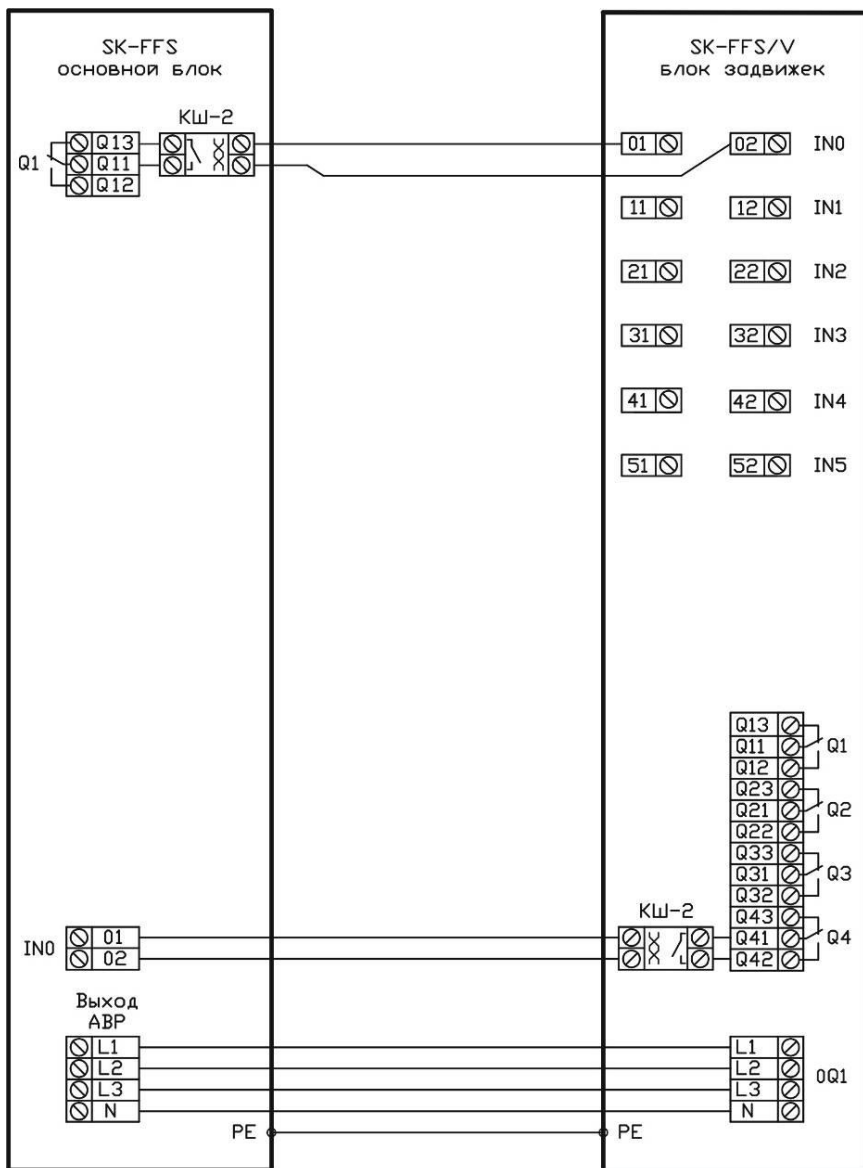 SK-FFS
основной блок
SK-FFS/V
блок задвижек
КШ-2
Q1
Q13
Q11
Q12
01
02
IN0
11
12
IN1
21
22
IN2
31
32
IN3
41
42
IN4
51
52
IN5
Q13
Q11
Q12
Q1
Q23
Q21
Q22
Q2
Q33
Q31
Q32
Q3
Q43
Q41
Q42
Q4
КШ-2
IN0
01
02
Выход
АВР
L1
L2
L3
N
L1
L2
L3
N
0Q1
PE
PE